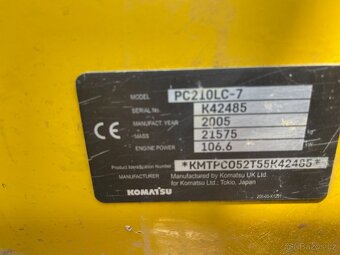 MODEL PC210LC-7
SERIAL No K42485
MANUFACT. YEAR 2005
MASS 21575
ENGINE POWER 106.6
CE
Product Identification Number *KMTPC052T55K42485*
MANUFACTURER Manufactured by Komatsu UK Ltd
for Komatsu Ltd.: Tokio, Japan
KOMATSU